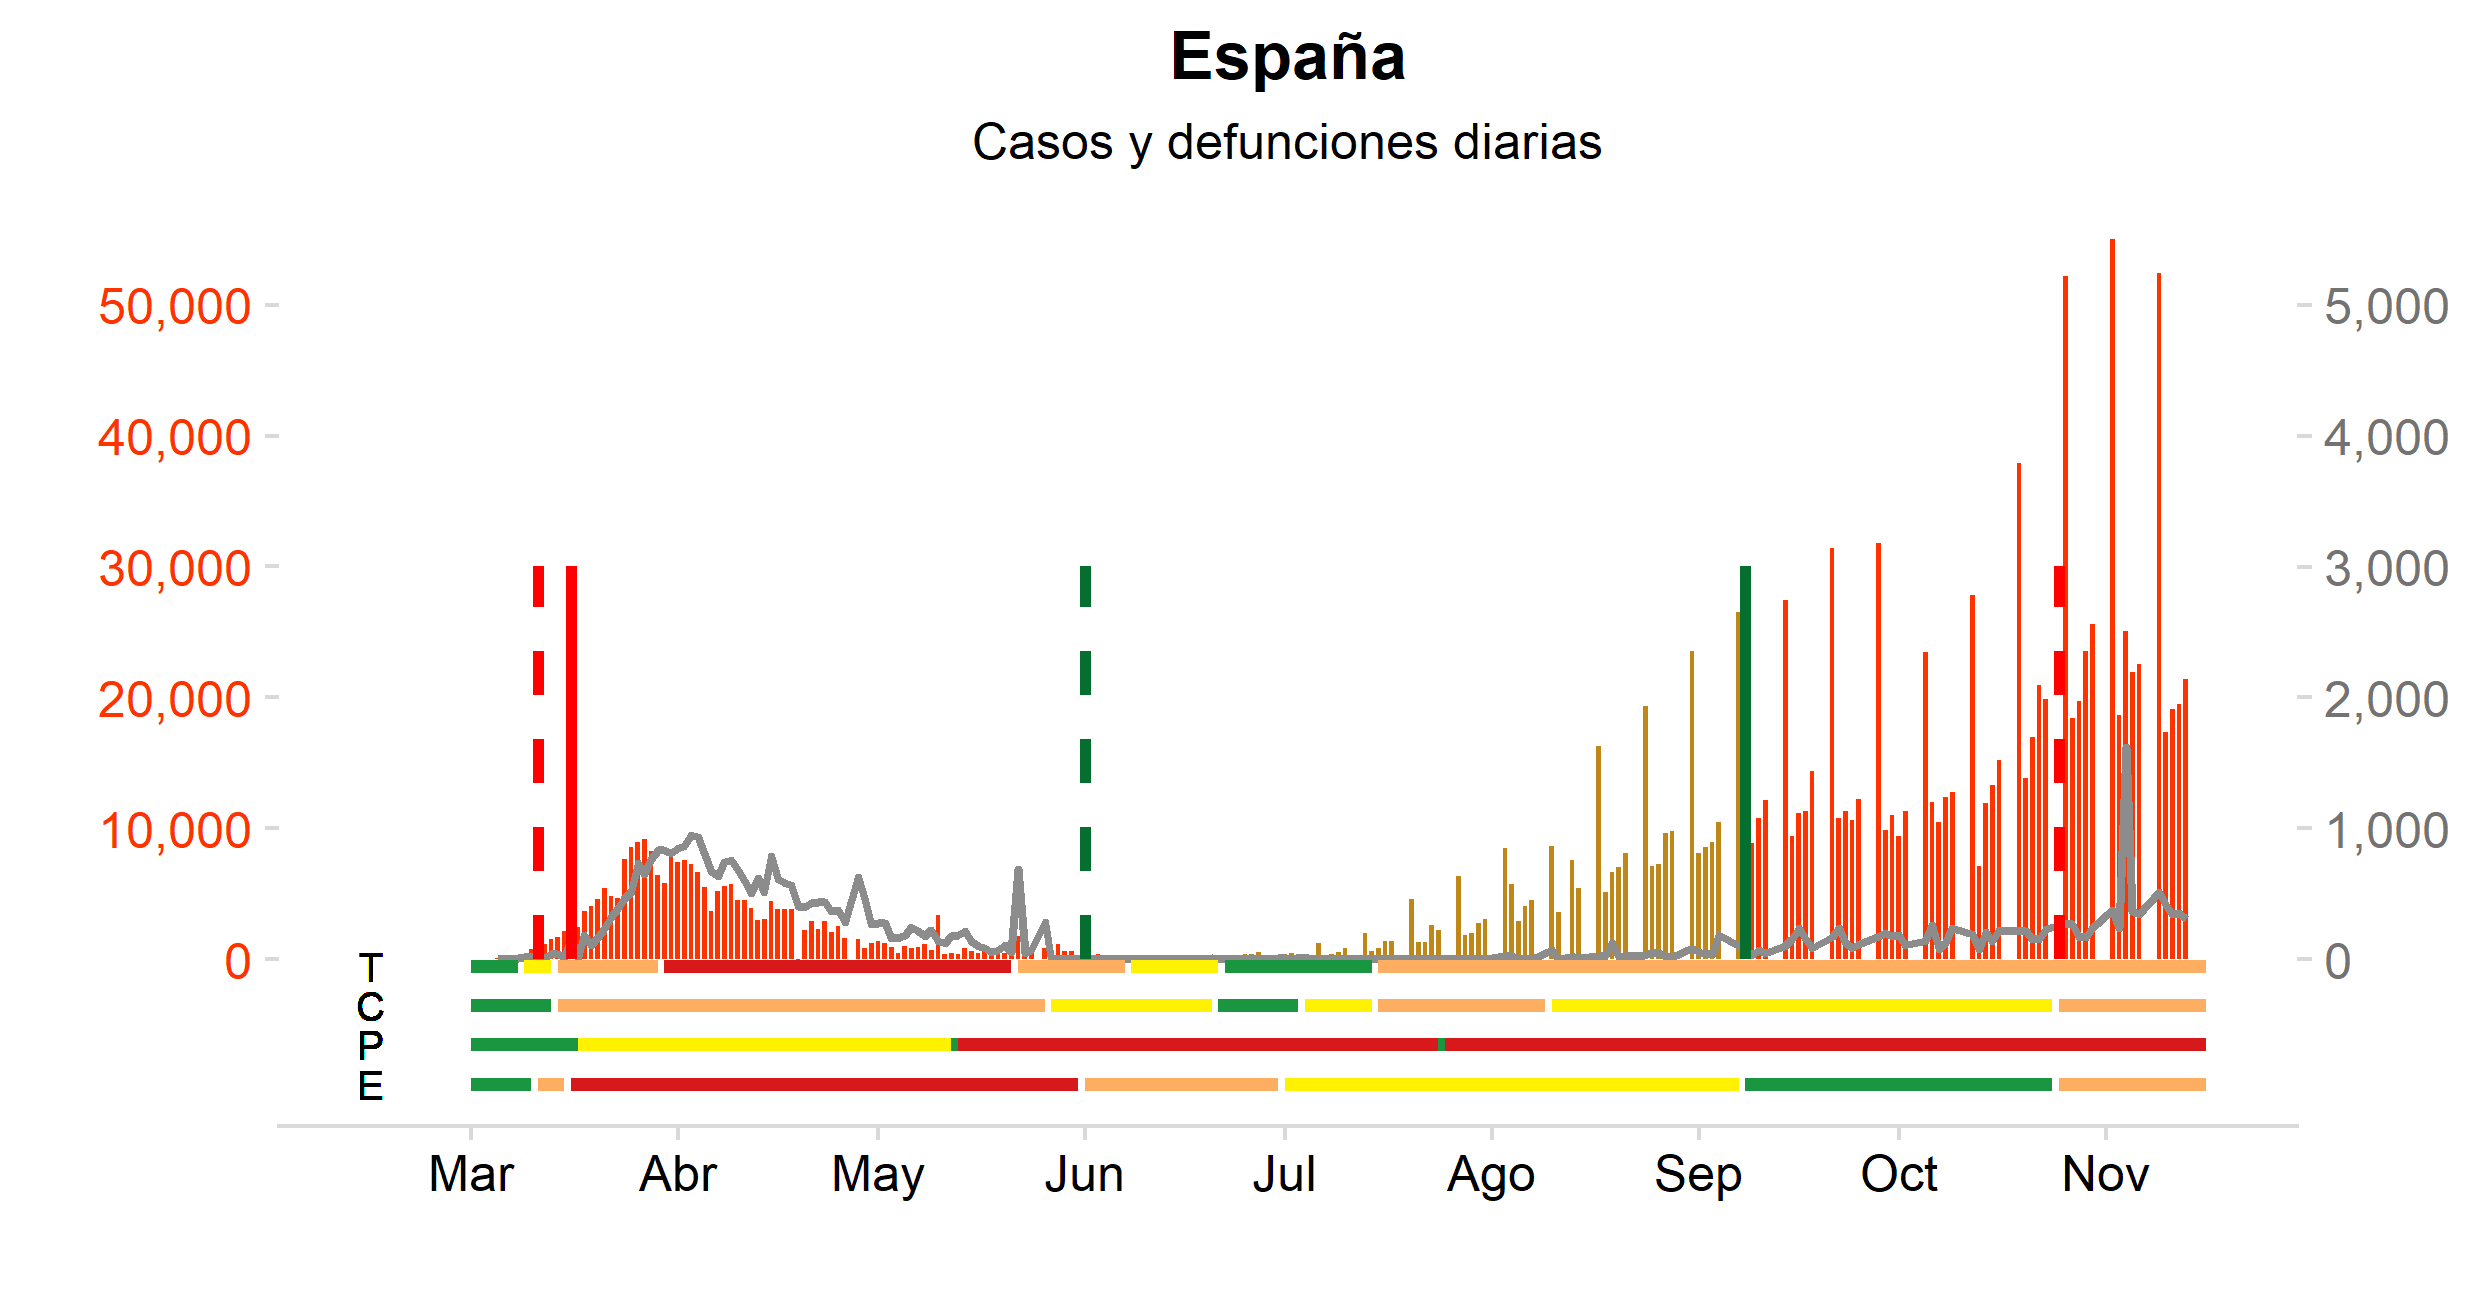 España
Casos y defunciones diarias
50,000 5,000
40,000 4,000
30,000 3,000
20,000 2,000
10,000 1,000
0 0
T
C
P
E
Mar Abr May Jun Jul Ago Sep Oct Nov